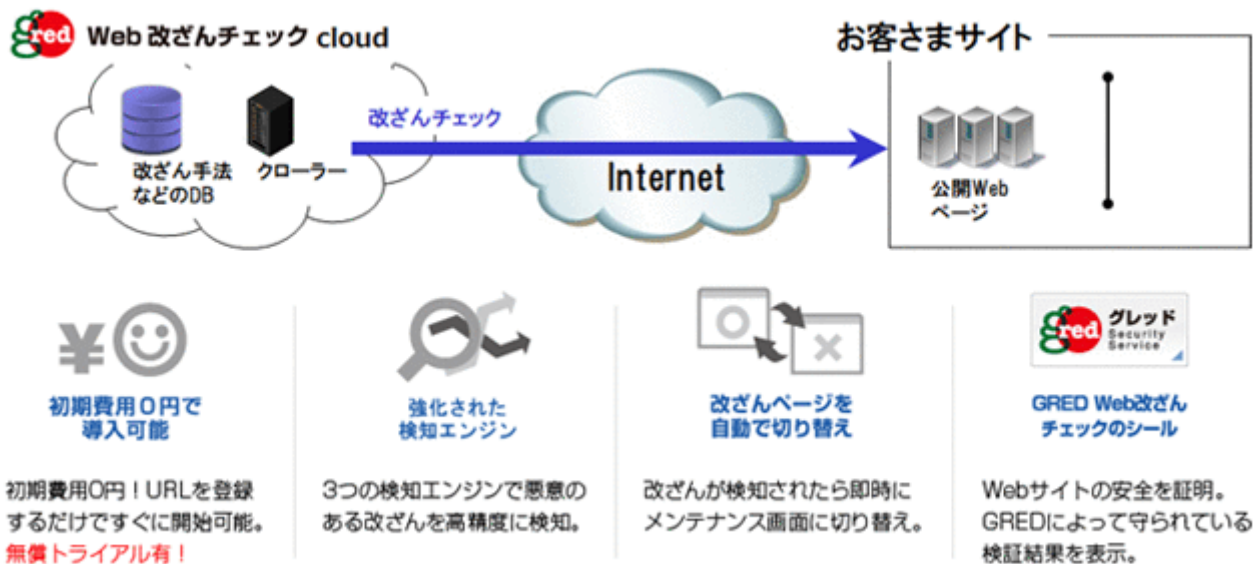 gred Web 改ざんチェック cloud
お客さまサイト
改ざんチェック
改ざん手法
などのDB
クローラー
Internet
公開Web
ページ
初期費用0円で
導入可能
初期費用0円！URLを登録
するだけですぐに開始可能。
無償トライアル有！
強化された
検知エンジン
3つの検知エンジンで悪意の
ある改ざんを高精度に検知。
改ざんページを
自動で切り替え
改ざんが検知されたら即時に
メンテナンス画面に切り替え。
gred グレッド
Security
Service
GRED Web改ざん
チェックのシール
Webサイトの安全を証明。
GREDによって守られている
検証結果を表示。